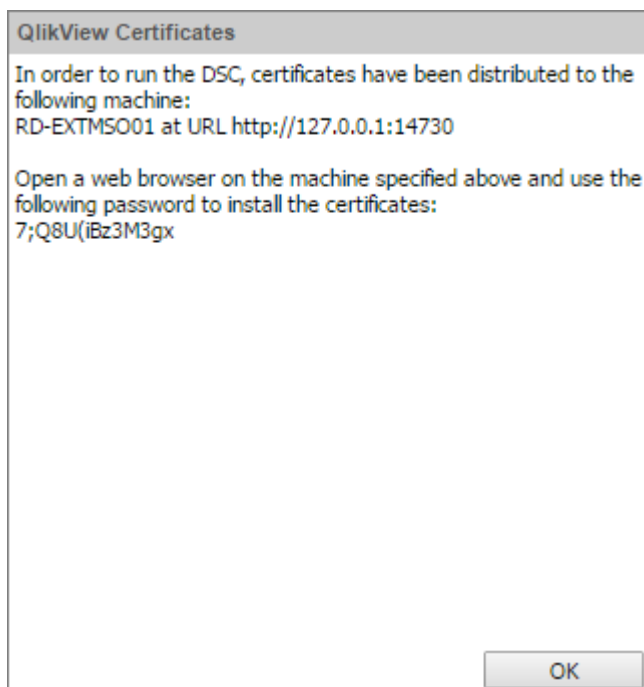 QlikView Certificates
In order to run the DSC, certificates have been distributed to the
following machine:
RD-EXTMSO01 at URL http://127.0.0.1:14730
Open a web browser on the machine specified above and use the
following password to install the certificates:
7;Q8U(iBz3M3gx
OK